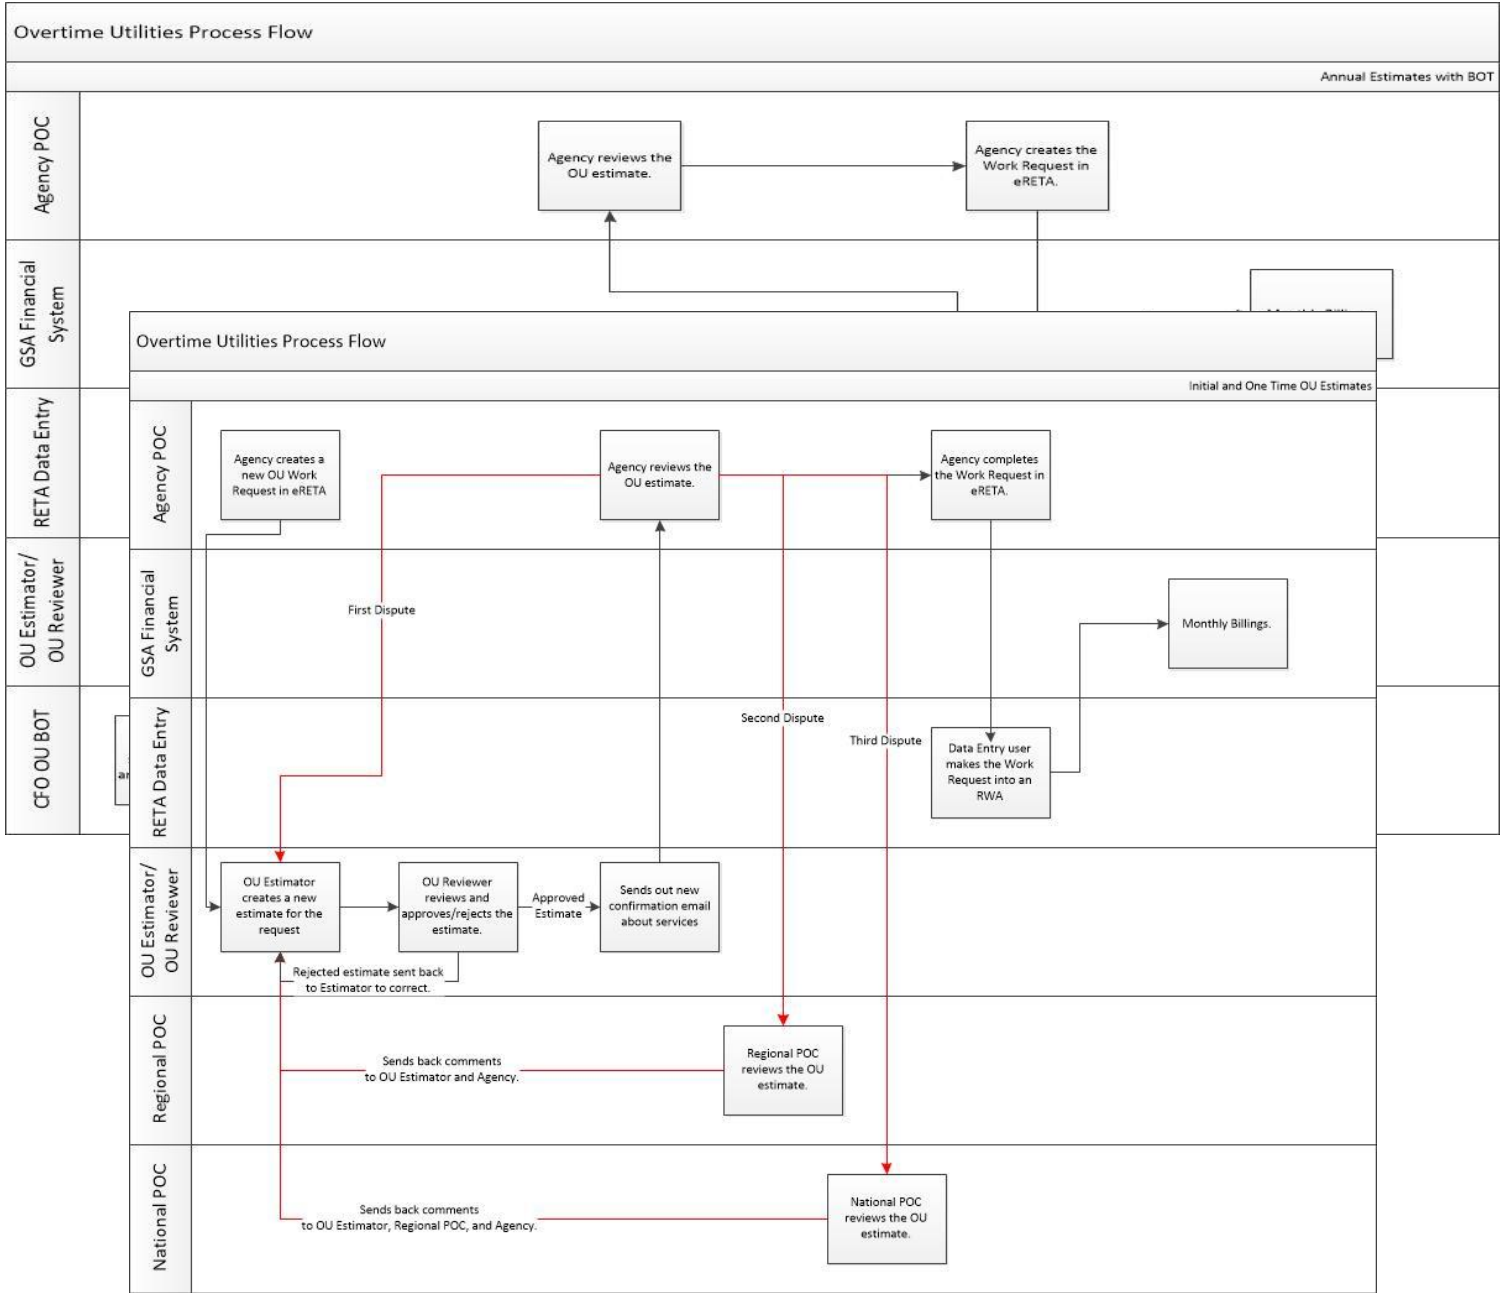 Overtime Utilities Process Flow
Annual Estimates with BOT
Agency POC
Agency reviews the
OU estimate.
Agency creates the
Work Request in
eRETA.
GSA Financial
System
RETA Data Entry
OU Estimator/
OU Reviewer
CFO OU BOT
Overtime Utilities Process Flow
Initial and One Time OU Estimates
Agency POC
Agency creates a
new OU Work
Request in eRETA
Agency reviews the
OU estimate.
Agency completes
the Work Request in
eRETA.
GSA Financial
System
First Dispute
Monthly Billings.
RETA Data Entry
Second Dispute
Third Dispute
Data Entry user
makes the Work
Request into an
RWA
OU Estimator/
OU Reviewer
OU Estimator
creates a new
estimate for the
request
OU Reviewer
reviews and
approves/rejects the
estimate.
Approved
Estimate
Sends out new
confirmation email
about services
Rejected estimate sent back
to Estimator to correct.
Regional POC
Sends back comments
to OU Estimator and Agency.
Regional POC
reviews the OU
estimate.
National POC
Sends back comments
to OU Estimator, Regional POC, and Agency.
National POC
reviews the OU
estimate.